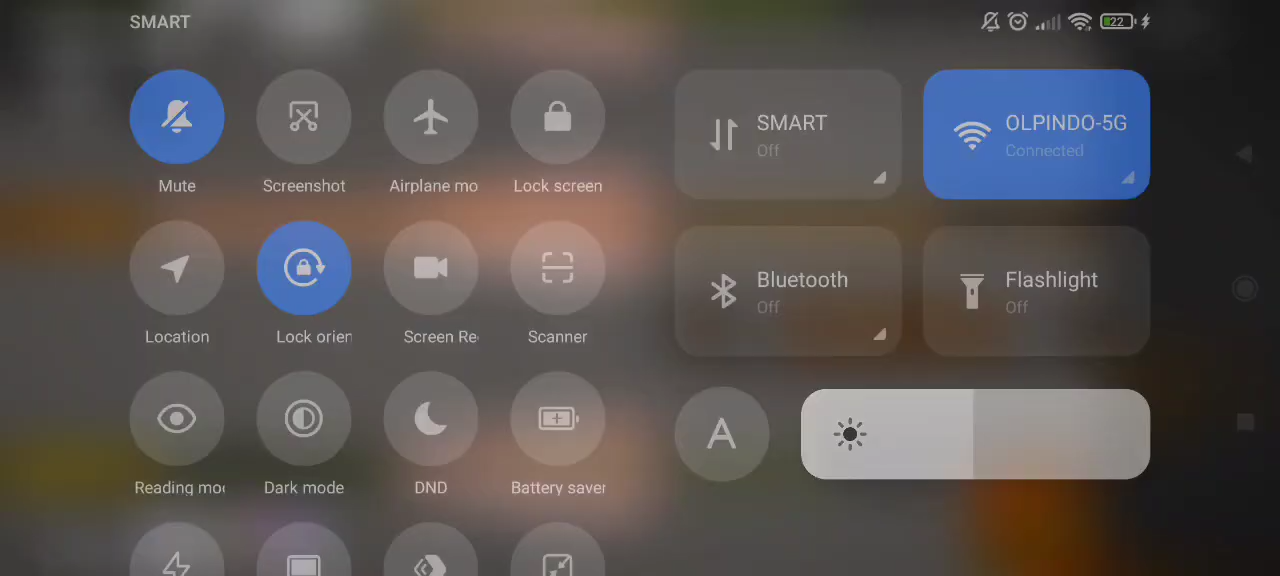 SMART
22
Mute
Screenshot
Airplane mo
Lock screen
SMART
Off
OLPINDO-5G
Connected
Location
Lock orien
Screen Re
Scanner
Bluetooth
Off
Flashlight
Off
Reading mo
Dark mode
DND
Battery saver
A